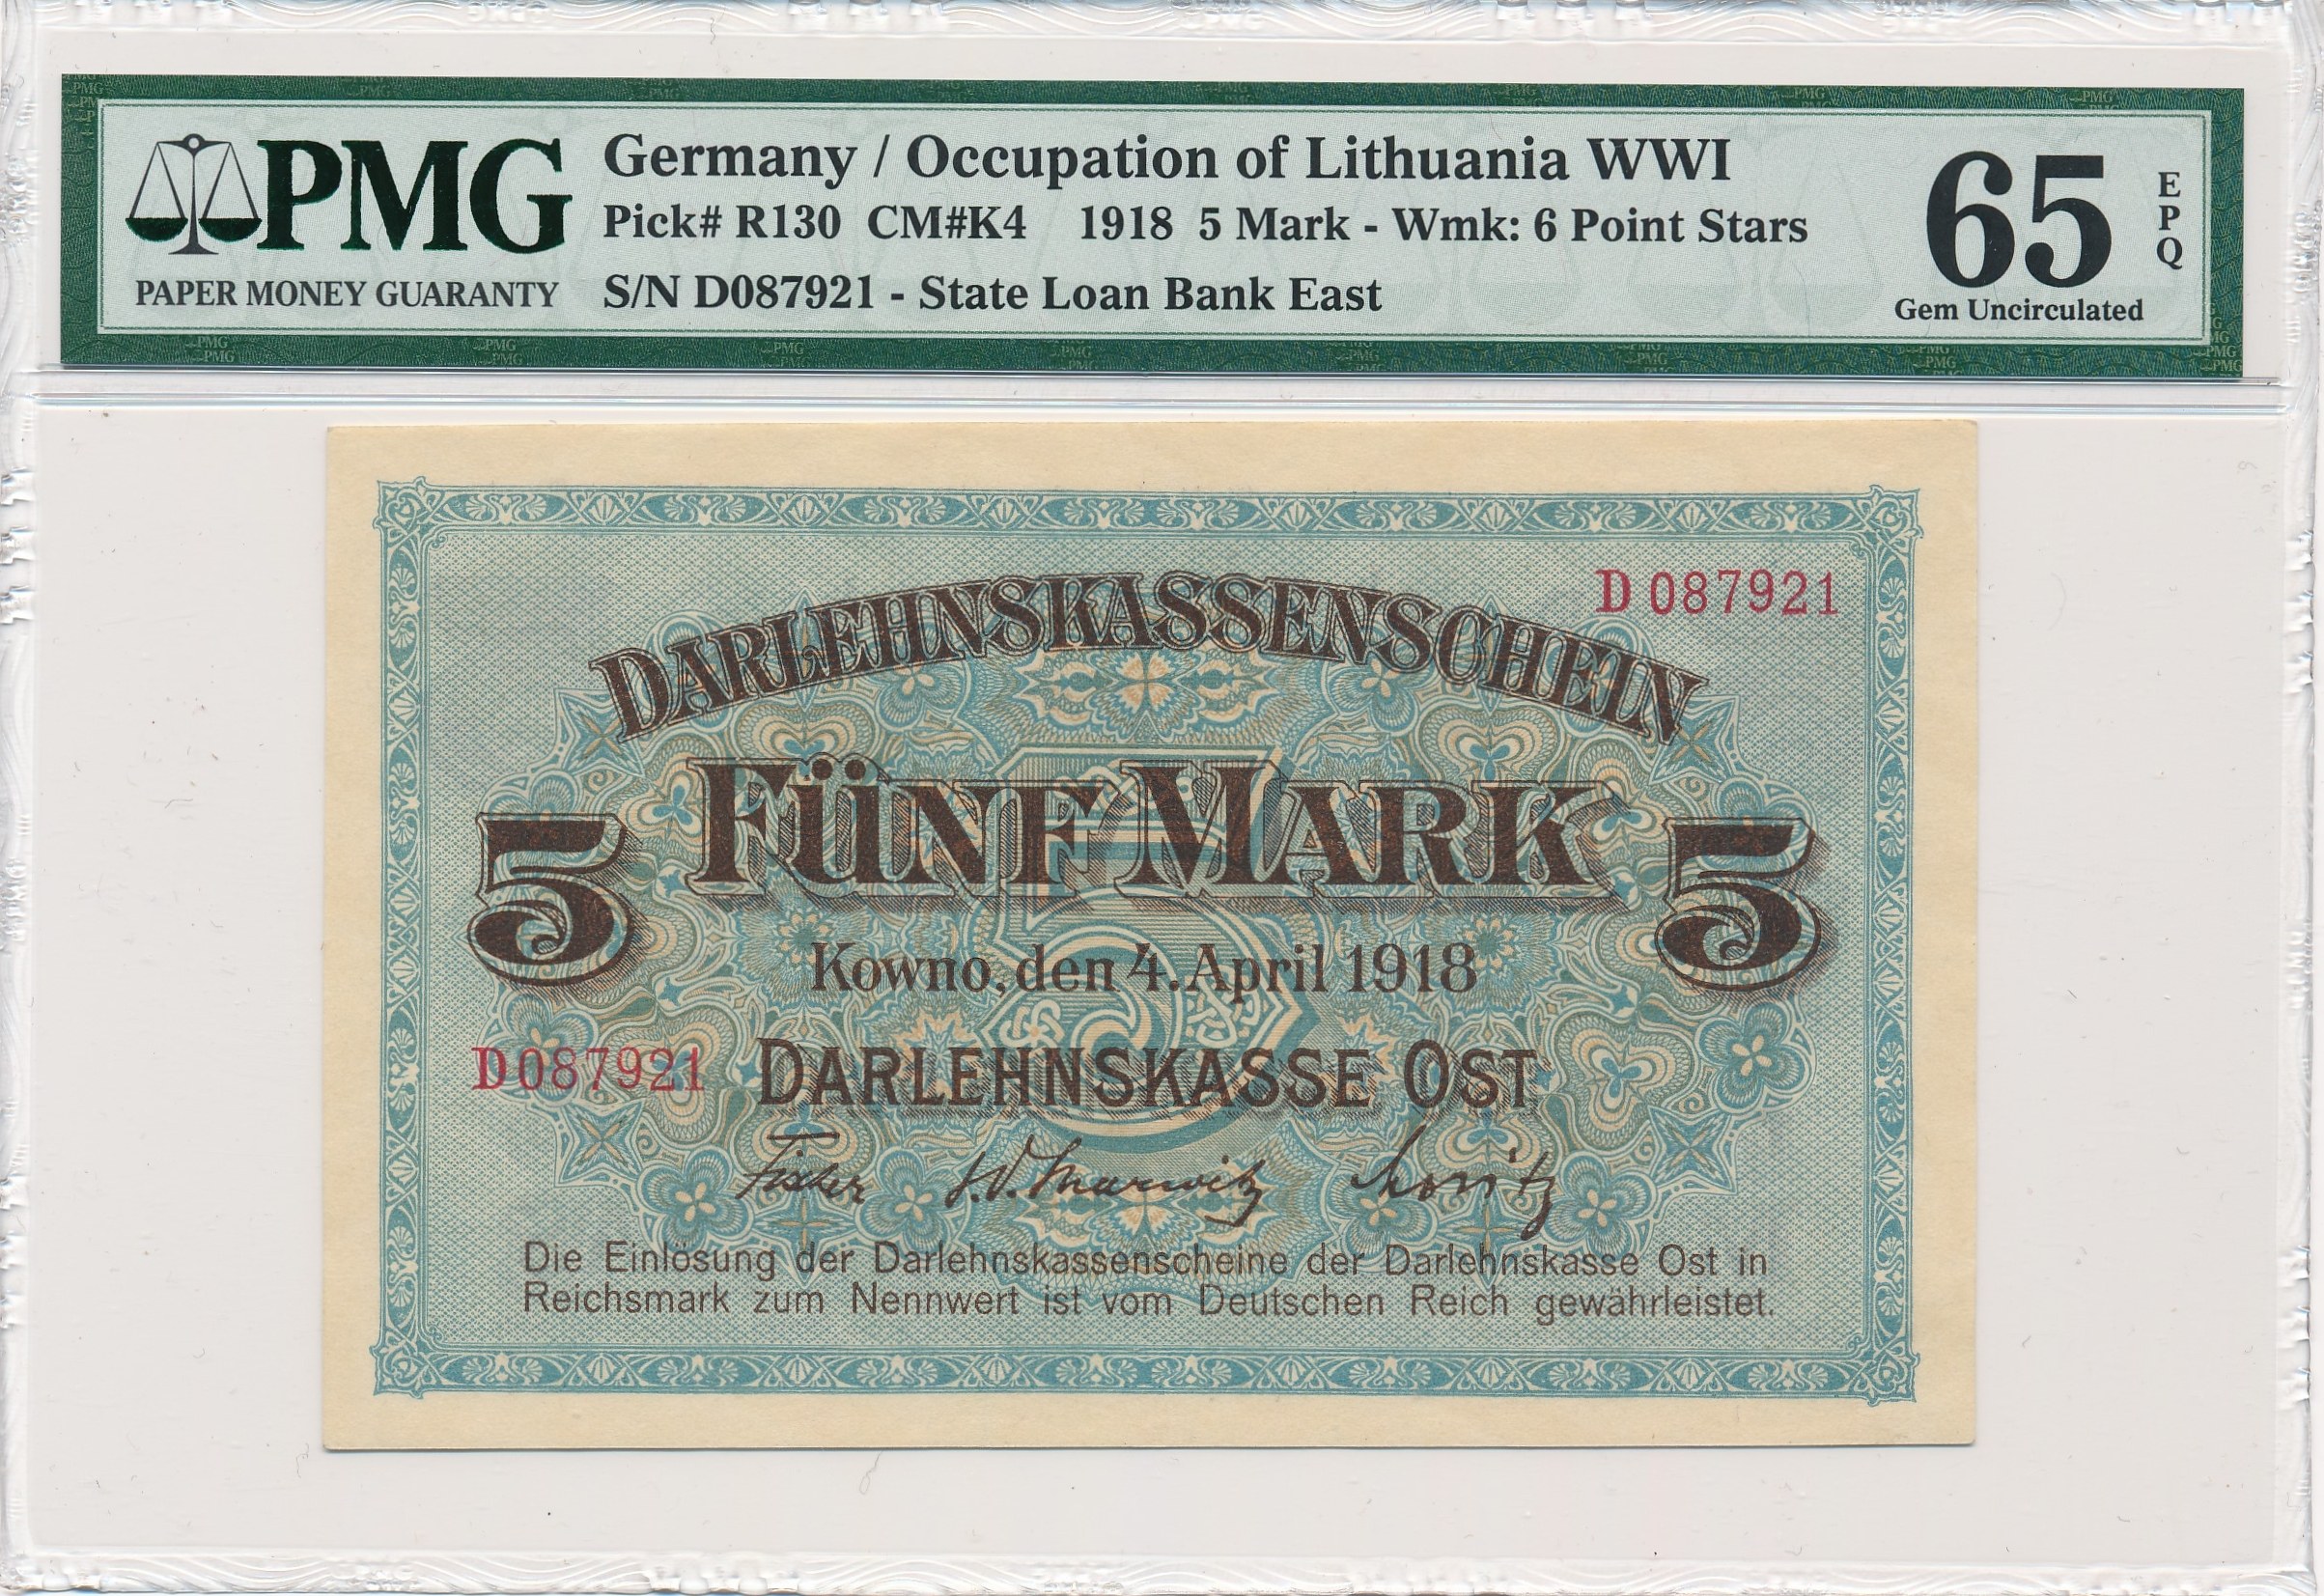 PMG
PAPER MONEY GUARANTY
Germany / Occupation of Lithuania WWI
Pick# R130 CM#K4 1918 5 Mark - Wmk: 6 Point Stars
S/N D087921 - State Loan Bank East
65
EPQ
Gem Uncirculated
D 087921
DARLEHNSKASSENSCHEIN
FÜNF MARK
5 5
Kowno, den 4. April 1918
D 087921
DARLEHNSKASSE OST
Fischer
Die Einlösung der Darlehnskassenscheine der Darlehnskasse Ost in
Reichsmark zum Nennwert ist vom Deutschen Reich gewährleistet.